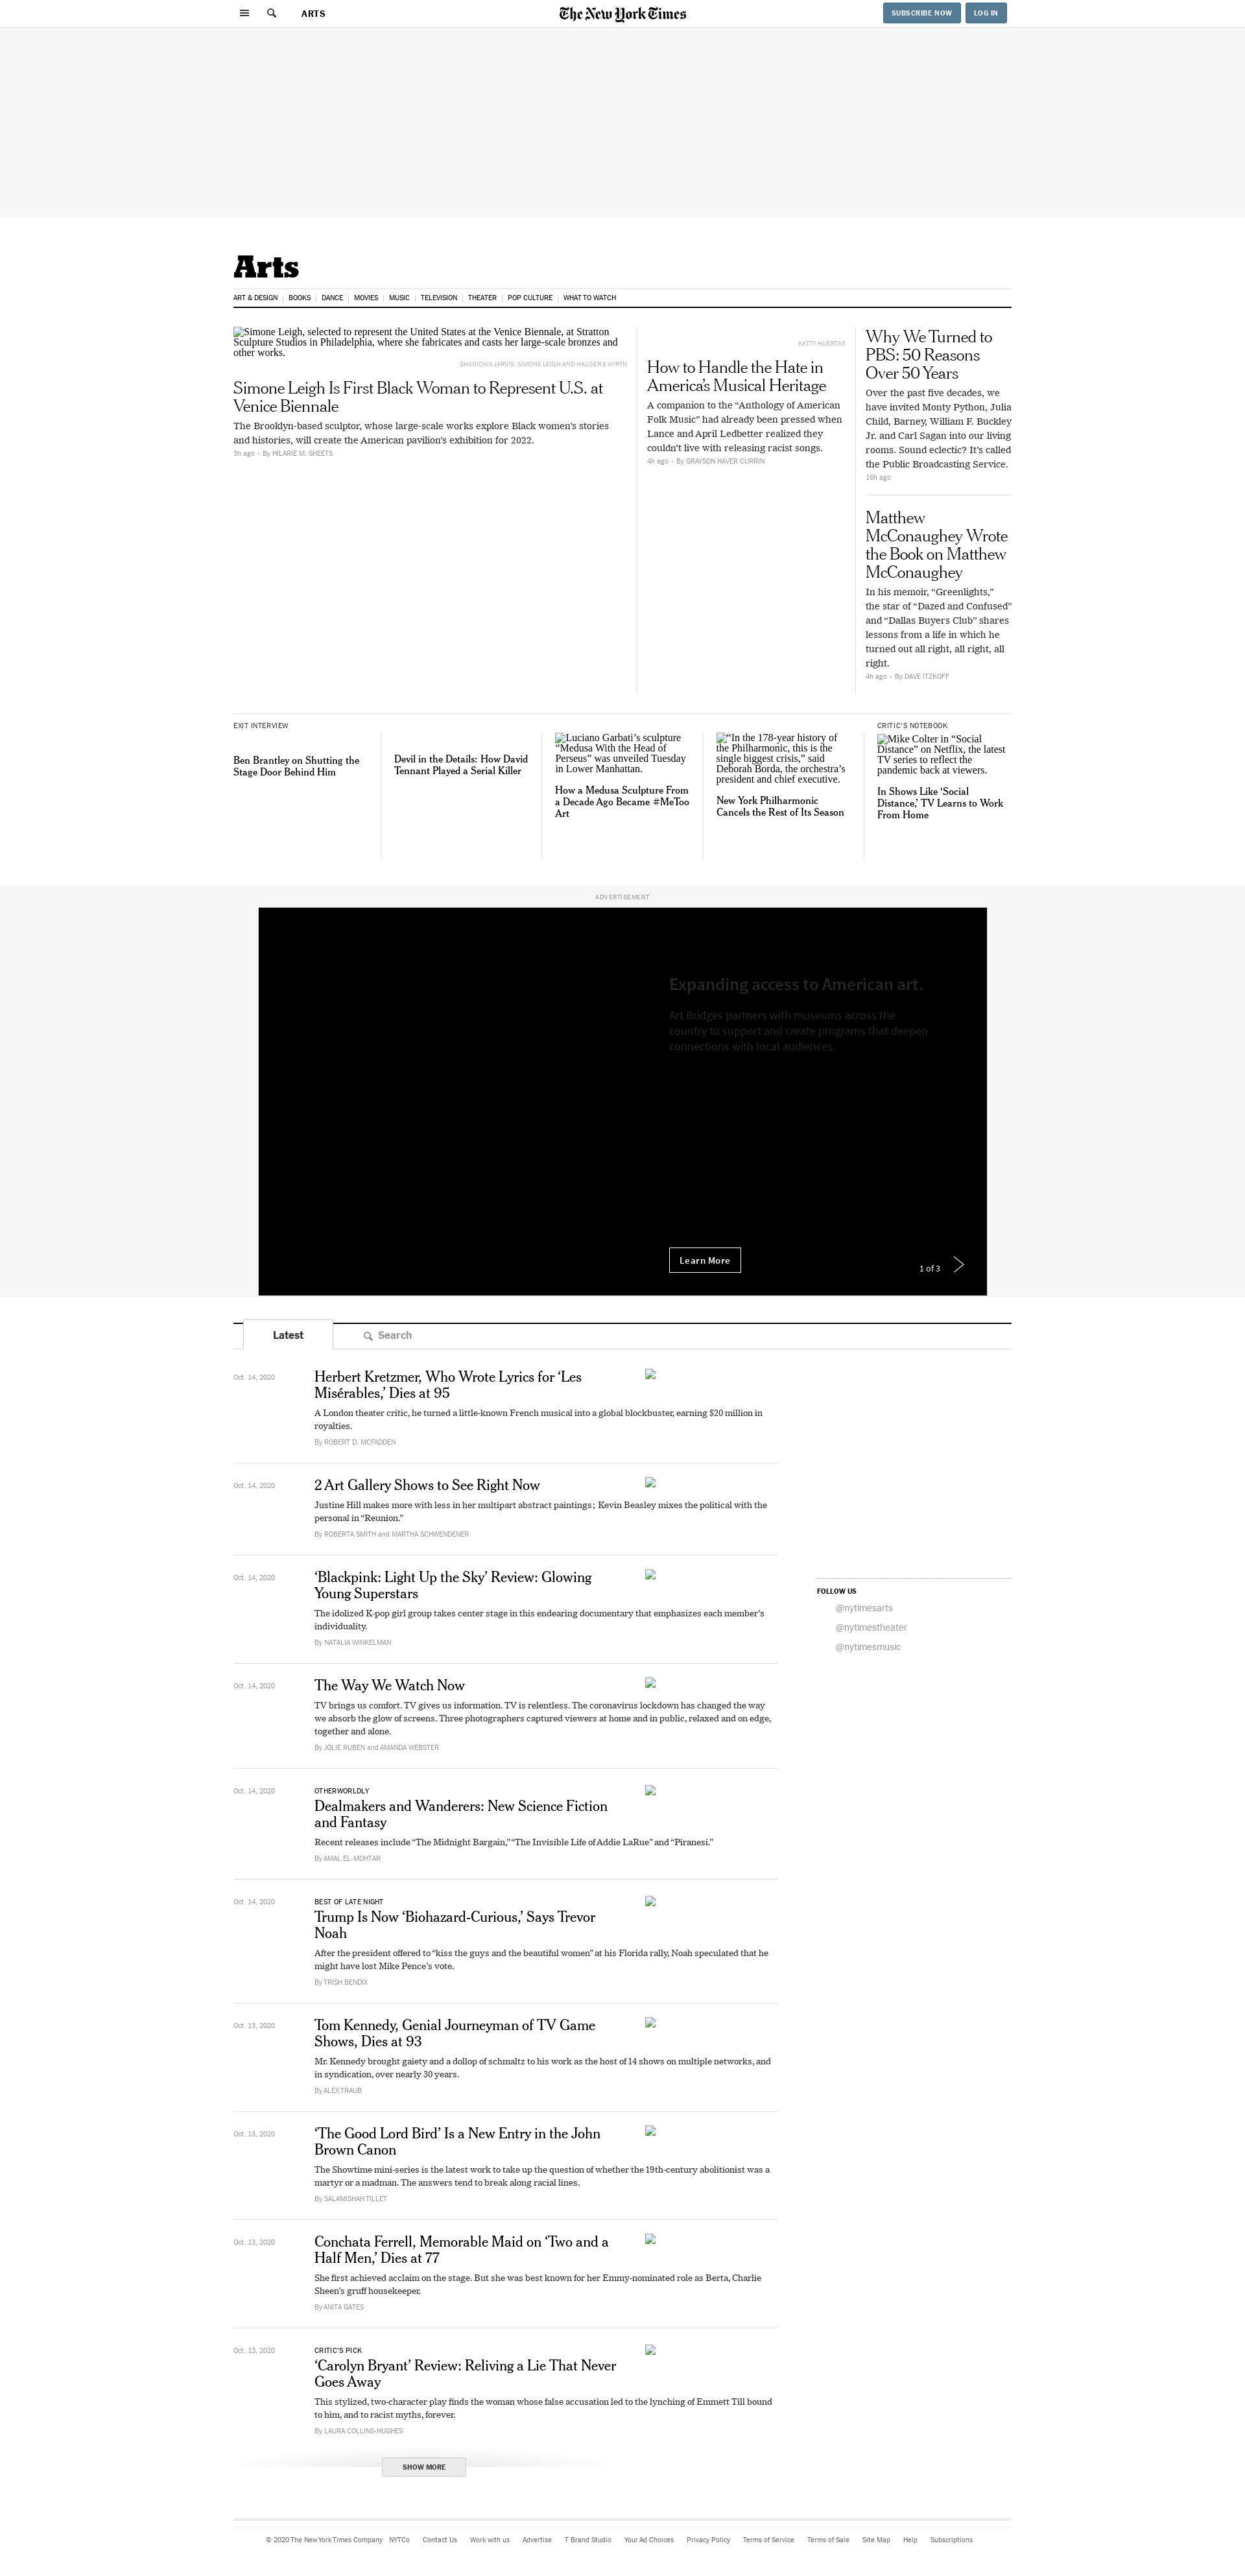 ARTS
The New York Times
SUBSCRIBE NOW
LOG IN
Arts
ART & DESIGN
BOOKS
DANCE
MOVIES
MUSIC
TELEVISION
THEATER
POP CULTURE
WHAT TO WATCH
Simone Leigh, selected to represent the United States at the Venice Biennale, at Stratton
Sculpture Studios in Philadelphia, where she fabricates and casts her large-scale bronzes and
other works.
SHANIQWA JARVIS; SIMONE LEIGH AND HAUSER & WIRTH
Simone Leigh Is First Black Woman to Represent U.S. at
Venice Biennale
The Brooklyn-based sculptor, whose large-scale works explore Black women's stories
and histories, will create the American pavilion's exhibition for 2022.
3h ago • By HILARIE M. SHEETS
KATTY HUERTAS
How to Handle the Hate in
America's Musical Heritage
A companion to the “Anthology of American
Folk Music” had already been pressed when
Lance and April Ledbetter realized they
couldn't live with releasing racist songs.
4h ago • By GRAYSON HAVER CURRIN
Why We Turned to
PBS: 50 Reasons
Over 50 Years
Over the past five decades, we
have invited Monty Python, Julia
Child, Barney, William F. Buckley
Jr. and Carl Sagan into our living
rooms. Sound eclectic? It's called
the Public Broadcasting Service.
16h ago
Matthew
McConaughey Wrote
the Book on Matthew
McConaughey
In his memoir, “Greenlights,”
the star of “Dazed and Confused”
and “Dallas Buyers Club” shares
lessons from a life in which he
turned out all right, all right, all
right.
4h ago • By DAVE ITZKOFF
EXIT INTERVIEW
Ben Brantley on Shutting the
Stage Door Behind Him
Devil in the Details: How David
Tennant Played a Serial Killer
Luciano Garbati’s sculpture
“Medusa With the Head of
Perseus” was unveiled Tuesday
in Lower Manhattan.
How a Medusa Sculpture From
a Decade Ago Became #MeToo
Art
“In the 178-year history of
the Philharmonic, this is the
single biggest crisis,” said
Deborah Borda, the orchestra’s
president and chief executive.
New York Philharmonic
Cancels the Rest of Its Season
CRITIC'S NOTEBOOK
Mike Colter in “Social
Distance” on Netflix, the latest
TV series to reflect the
pandemic back at viewers.
In Shows Like ‘Social
Distance,’ TV Learns to Work
From Home
ADVERTISEMENT
Expanding access to American art.
Art Bridges partners with museums across the
country to support and create programs that deepen
connections with local audiences.
Learn More
1 of 3
Latest
Search
Oct. 14, 2020
Herbert Kretzmer, Who Wrote Lyrics for ‘Les
Misérables,’ Dies at 95
A London theater critic, he turned a little-known French musical into a global blockbuster, earning $20 million in
royalties.
By ROBERT D. MCFADDEN
Oct. 14, 2020
2 Art Gallery Shows to See Right Now
Justine Hill makes more with less in her multipart abstract paintings; Kevin Beasley mixes the political with the
personal in “Reunion.”
By ROBERTA SMITH and MARTHA SCHWENDENER
Oct. 14, 2020
‘Blackpink: Light Up the Sky’ Review: Glowing
Young Superstars
The idolized K-pop girl group takes center stage in this endearing documentary that emphasizes each member’s
individuality.
By NATALIA WINKELMAN
Oct. 14, 2020
The Way We Watch Now
TV brings us comfort. TV gives us information. TV is relentless. The coronavirus lockdown has changed the way
we absorb the glow of screens. Three photographers captured viewers at home and in public, relaxed and on edge,
together and alone.
By JOLIE RUBEN and AMANDA WEBSTER
Oct. 14, 2020
OTHERWORLDLY
Dealmakers and Wanderers: New Science Fiction
and Fantasy
Recent releases include “The Midnight Bargain,” “The Invisible Life of Addie LaRue” and “Piranesi.”
By AMAL EL-MOHTAR
Oct. 14, 2020
BEST OF LATE NIGHT
Trump Is Now ‘Biohazard-Curious,’ Says Trevor
Noah
After the president offered to “kiss the guys and the beautiful women” at his Florida rally, Noah speculated that he
might have lost Mike Pence’s vote.
By TRISH BENDIX
Oct. 13, 2020
Tom Kennedy, Genial Journeyman of TV Game
Shows, Dies at 93
Mr. Kennedy brought gaiety and a dollop of schmaltz to his work as the host of 14 shows on multiple networks, and
in syndication, over nearly 30 years.
By ALEX TRAUB
Oct. 13, 2020
‘The Good Lord Bird’ Is a New Entry in the John
Brown Canon
The Showtime mini-series is the latest work to take up the question of whether the 19th-century abolitionist was a
martyr or a madman. The answers tend to break along racial lines.
By SALAMISHAH TILLET
Oct. 13, 2020
Conchata Ferrell, Memorable Maid on ‘Two and a
Half Men,’ Dies at 77
She first achieved acclaim on the stage. But she was best known for her Emmy-nominated role as Berta, Charlie
Sheen’s gruff housekeeper.
By ANITA GATES
Oct. 13, 2020
CRITIC’S PICK
‘Carolyn Bryant’ Review: Reliving a Lie That Never
Goes Away
This stylized, two-character play finds the woman whose false accusation led to the lynching of Emmett Till bound
to him, and to racist myths, forever.
By LAURA COLLINS-HUGHES
SHOW MORE
FOLLOW US
@nytimesarts
@nytimestheater
@nytimesmusic
© 2020 The New York Times Company
NYTCo
Contact Us
Work with us
Advertise
T Brand Studio
Your Ad Choices
Privacy Policy
Terms of Service
Terms of Sale
Site Map
Help
Subscriptions